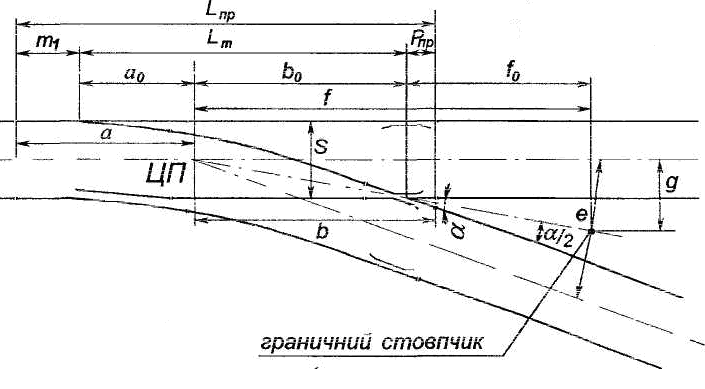 Lпр
m₁
Lт
Pпр
a₀
b₀
f₀
f
a
S
ЦП
g
e
b
α
α/2
граничний стовпчик